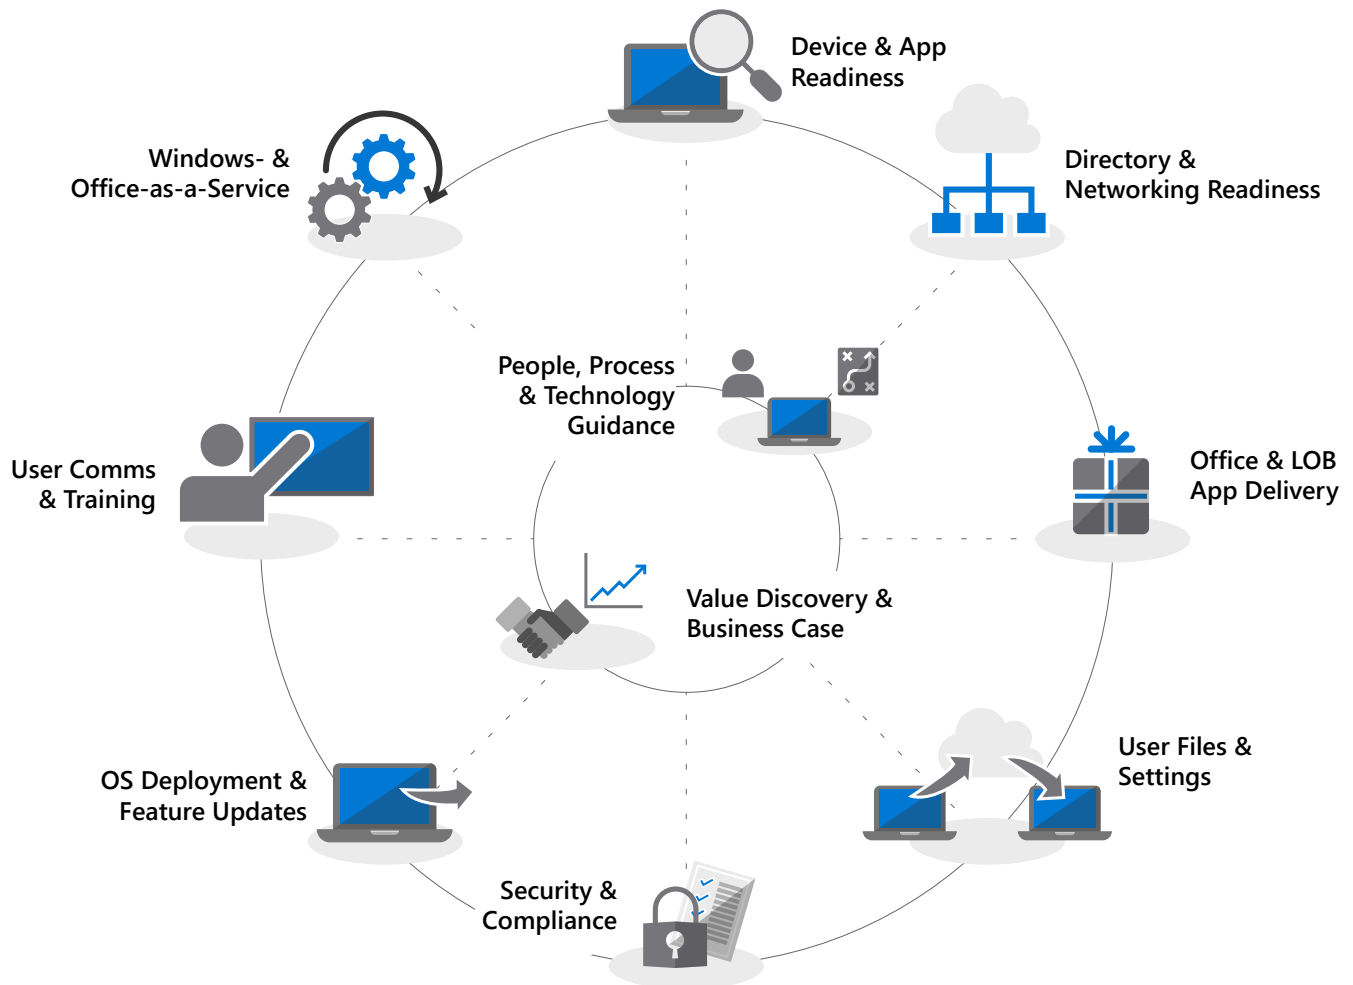 Device & App
Readiness
Windows- &
Office-as-a-Service
Directory &
Networking Readiness
People, Process
& Technology
Guidance
User Comms
& Training
Office & LOB
App Delivery
Value Discovery &
Business Case
User Files &
Settings
OS Deployment &
Feature Updates
Security &
Compliance